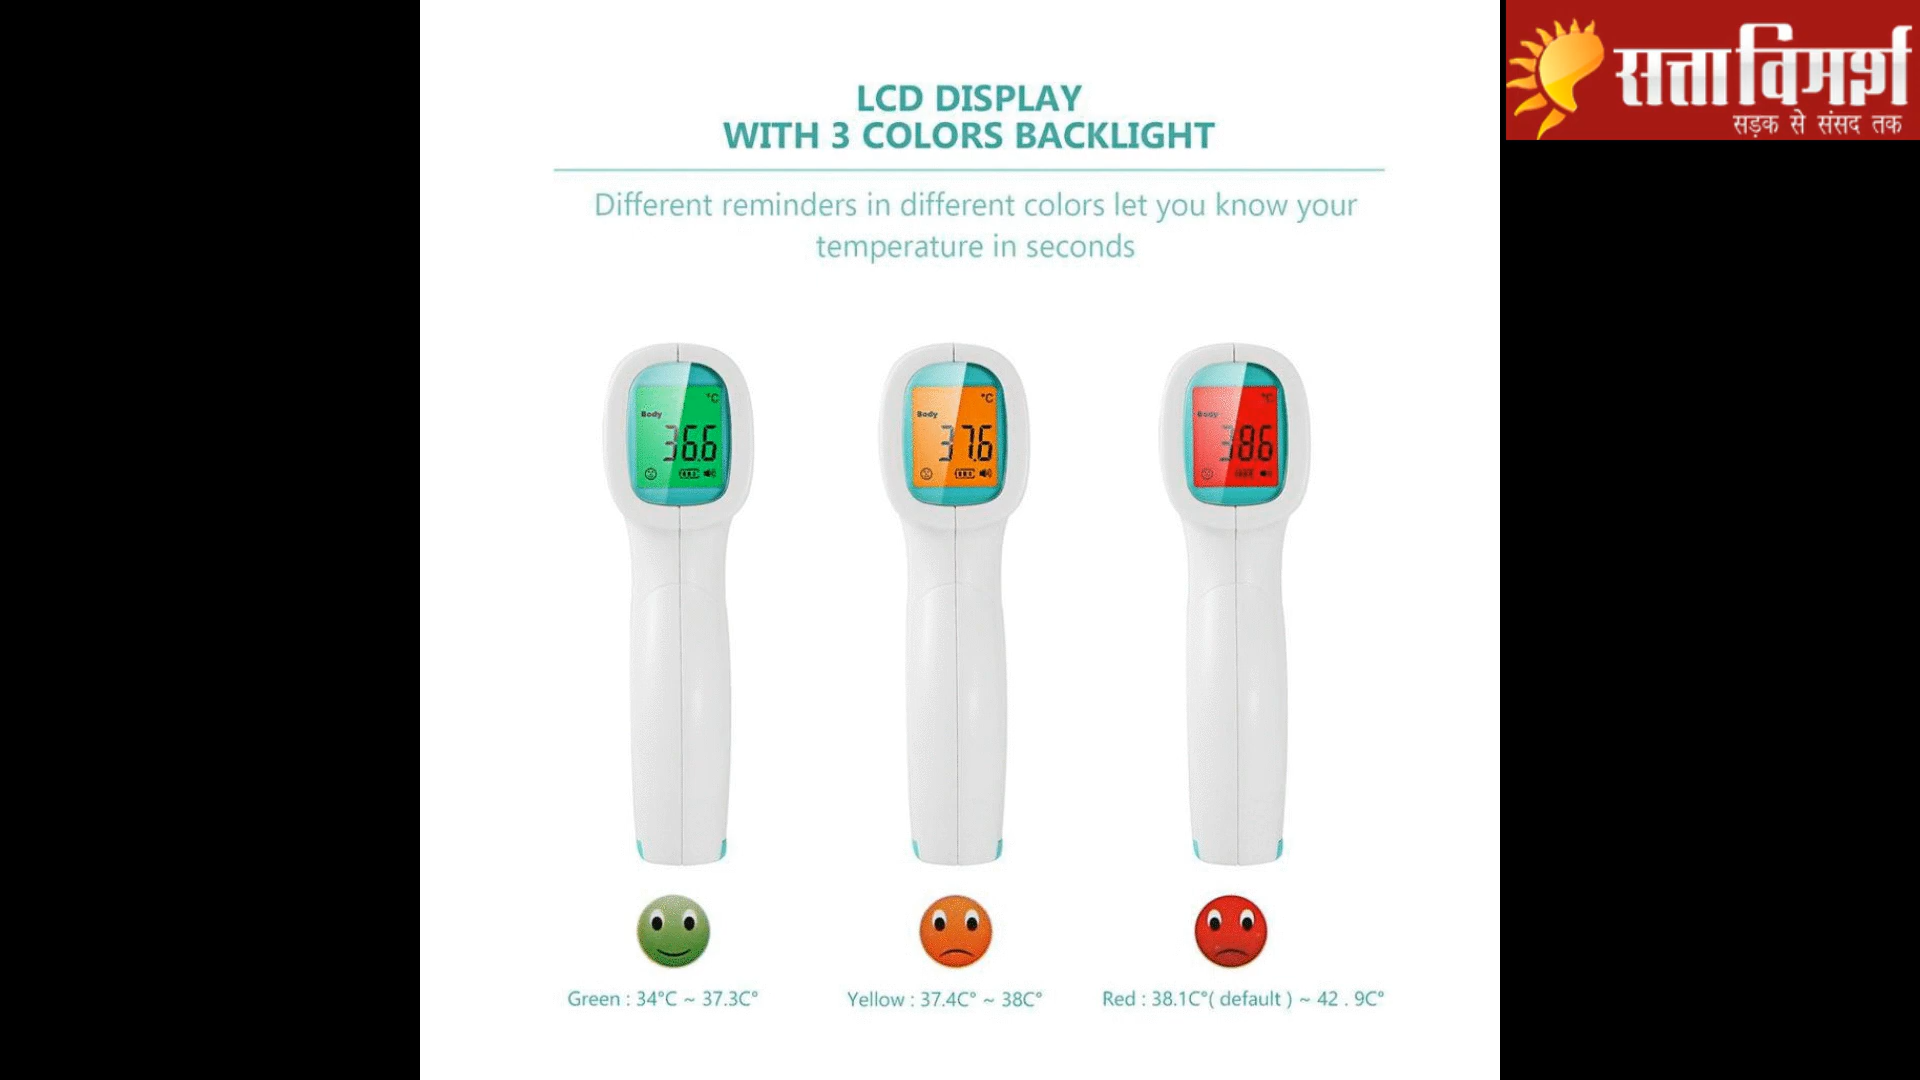 सत्ता विमर्श
सड़क से संसद तक
LCD DISPLAY
WITH 3 COLORS BACKLIGHT
Different reminders in different colors let you know your
temperature in seconds
°C
Body
36.6
°C
Body
37.6
°C
Body
386
Green : 34°C ~ 37.3C°
Yellow : 37.4C° ~ 38C°
Red : 38.1C°( default ) ~ 42 . 9C°